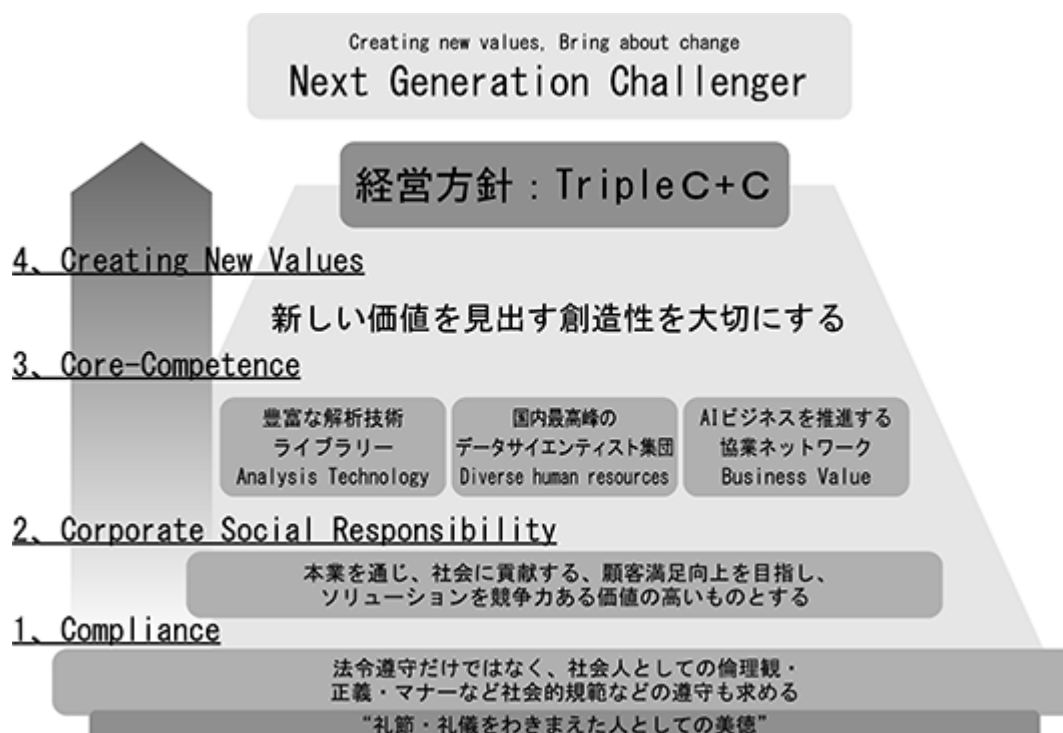 Creating new values, Bring about change
Next Generation Challenger
経営方針：TripleＣ+Ｃ
4、Creating New Values
新しい価値を見出す創造性を大切にする
3、Core-Competence
豊富な解析技術
ライブラリー
Analysis Technology
国内最高峰の
データサイエンティスト集団
Diverse human resources
AIビジネスを推進する
協業ネットワーク
Business Value
2、Corporate Social Responsibility
本業を通じ、社会に貢献する、顧客満足向上を目指し、
ソリューションを競争力ある価値の高いものとする
1、Compliance
法令遵守だけではなく、社会人としての倫理観・
正義・マナーなど社会的規範などの遵守も求める
“礼節・礼儀をわきまえた人としての美徳”